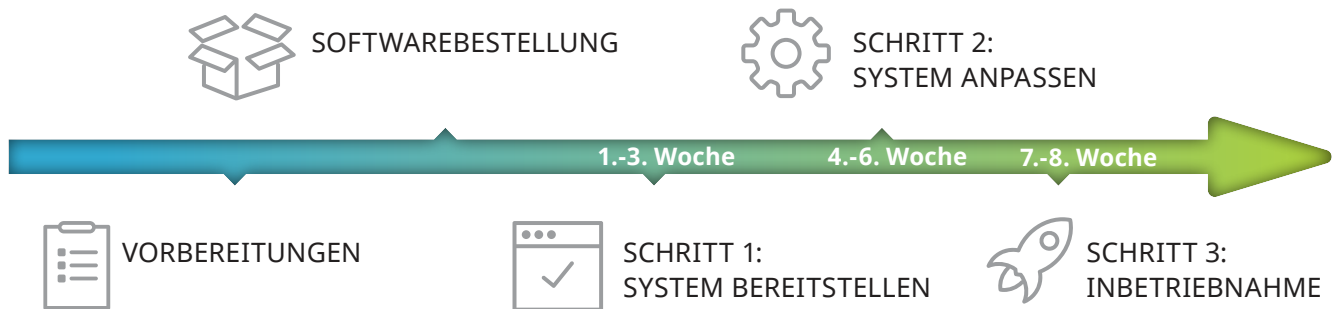 SOFTWAREBESTELLUNG
SCHRITT 2:
SYSTEM ANPASSEN
1.-3. Woche
4.-6. Woche
7.-8. Woche
VORBEREITUNGEN
SCHRITT 1:
SYSTEM BEREITSTELLEN
SCHRITT 3:
INBETRIEBNAHME